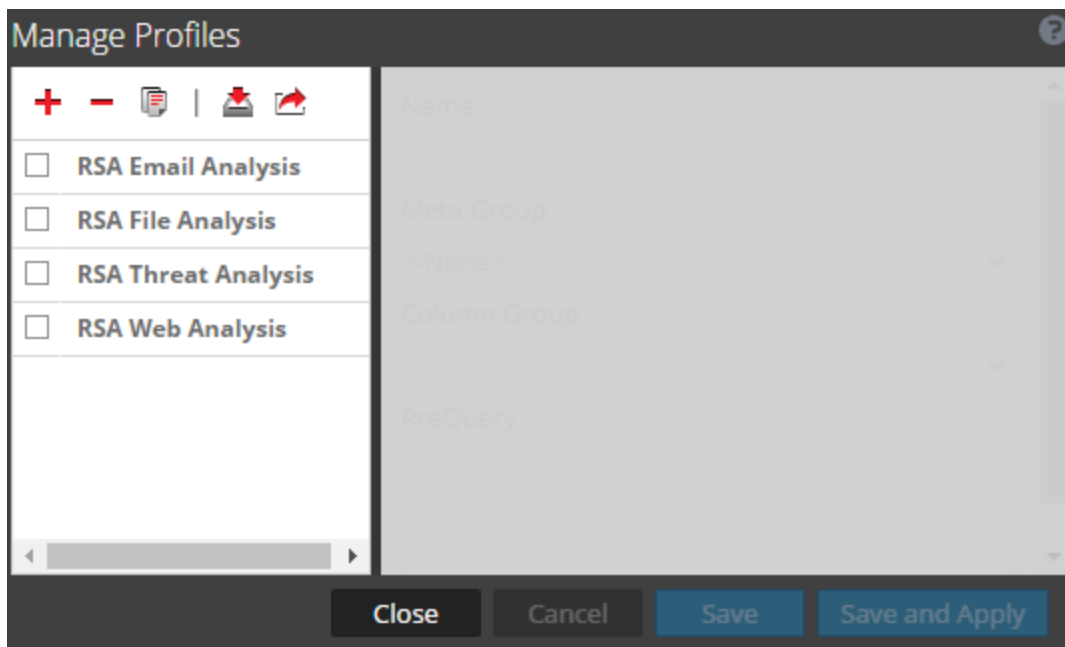 Manage Profiles
?
RSA Email Analysis
RSA File Analysis
RSA Threat Analysis
RSA Web Analysis
Name
Meta Group
<None>
Column Group
PreQuery
Close
Cancel
Save
Save and Apply